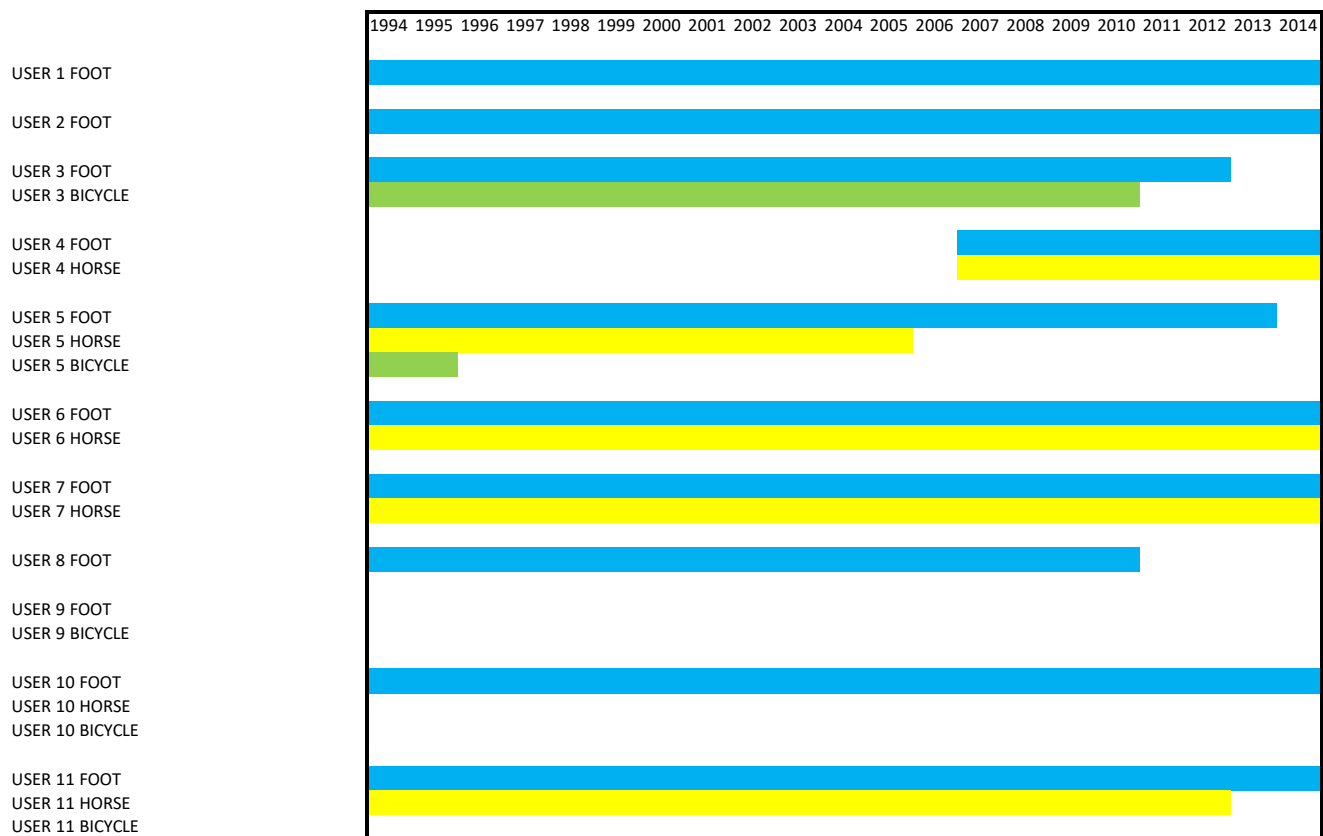 1994 1995 1996 1997 1998 1999 2000 2001 2002 2003 2004 2005 2006 2007 2008 2009 2010 2011 2012 2013 2014
USER 1 FOOT
USER 2 FOOT
USER 3 FOOT
USER 3 BICYCLE
USER 4 FOOT
USER 4 HORSE
USER 5 FOOT
USER 5 HORSE
USER 5 BICYCLE
USER 6 FOOT
USER 6 HORSE
USER 7 FOOT
USER 7 HORSE
USER 8 FOOT
USER 9 FOOT
USER 9 BICYCLE
USER 10 FOOT
USER 10 HORSE
USER 10 BICYCLE
USER 11 FOOT
USER 11 HORSE
USER 11 BICYCLE